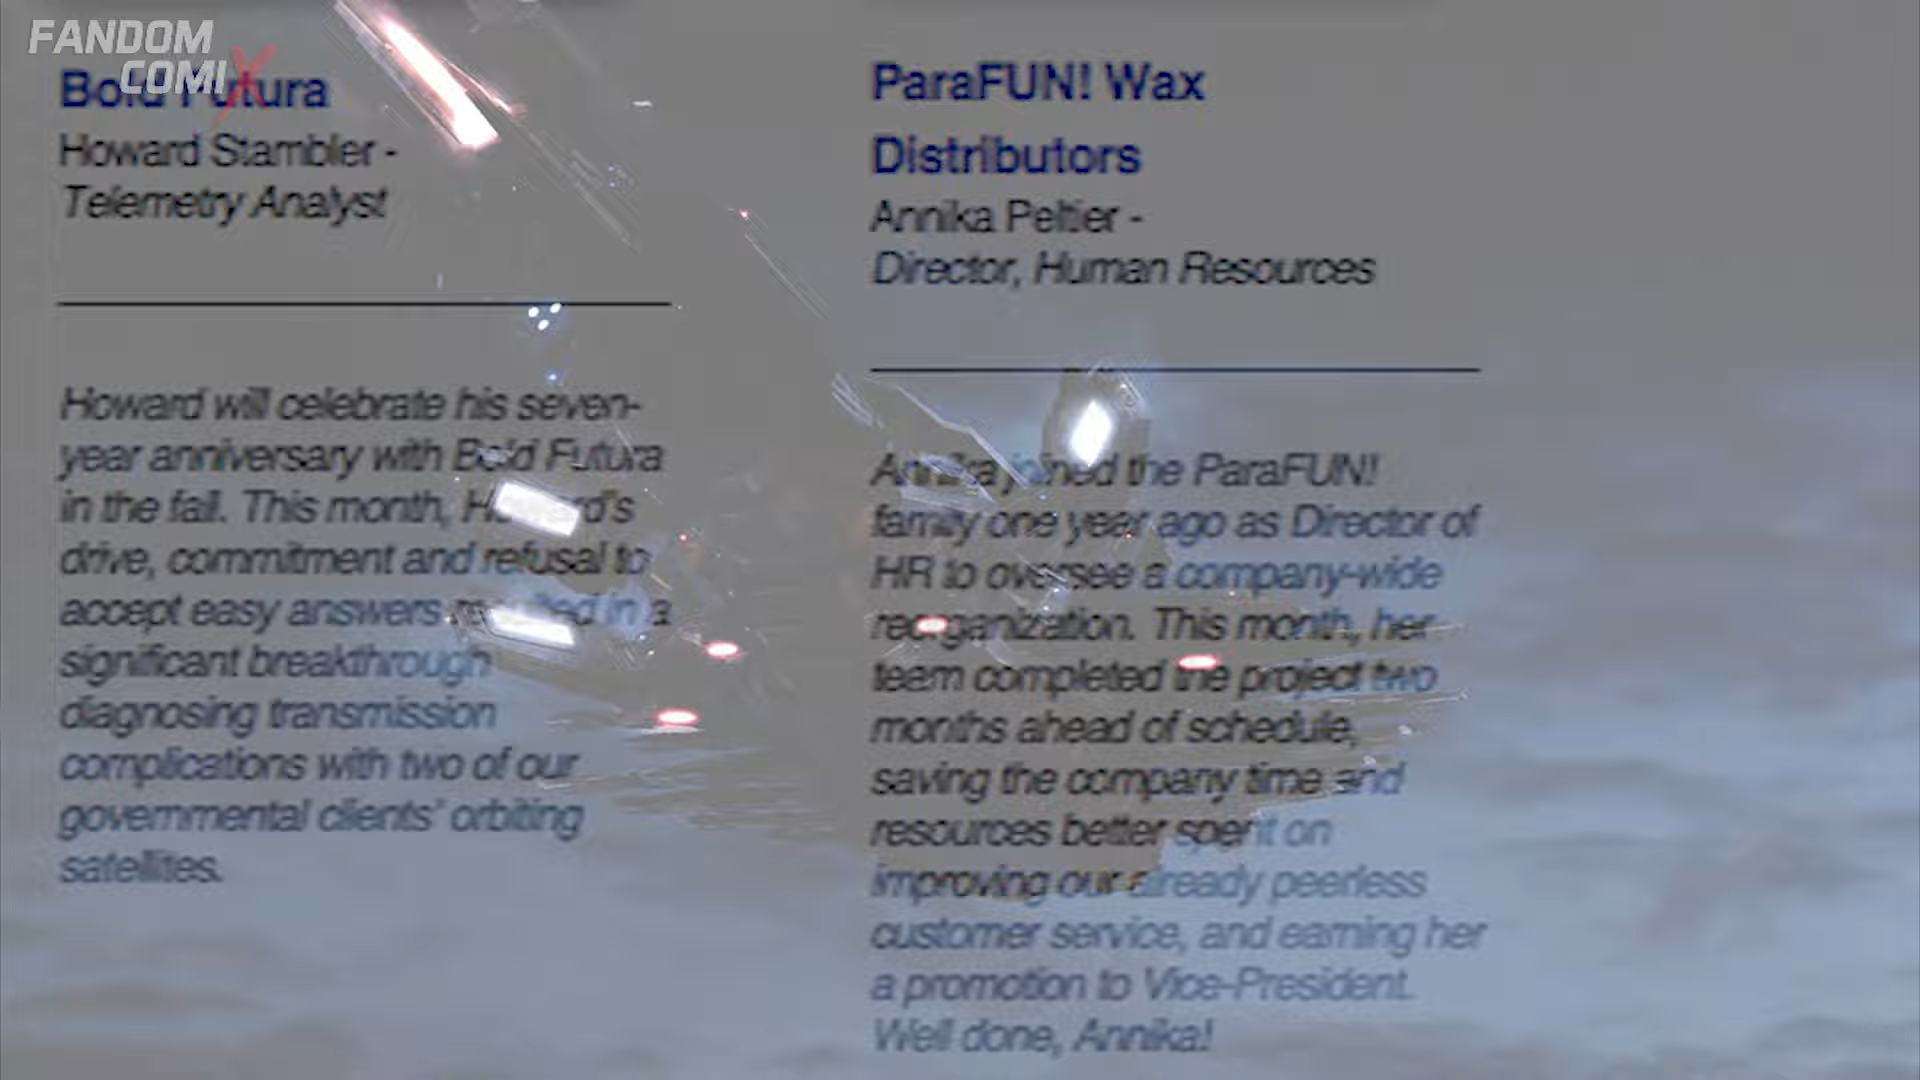 FANDOM
COMIX
Bold Futura
Howard Stambler -
Telemetry Analyst
Howard will celebrate his seven-
year anniversary with Bold Futura
in the fall. This month, Howard's
drive, commitment and refusal to
accept easy answers resulted in a
significant breakthrough
diagnosing transmission
complications with two of our
governmental clients' orbiting
satellites.
ParaFUN! Wax
Distributors
Annika Peltier -
Director, Human Resources
Annika joined the ParaFUN!
family one year ago as Director of
HR to oversee a company-wide
reorganization. This month, her
team completed the project two
months ahead of schedule,
saving the company time and
resources better spent on
improving our already peerless
customer service, and earning her
a promotion to Vice-President.
Well done, Annika!